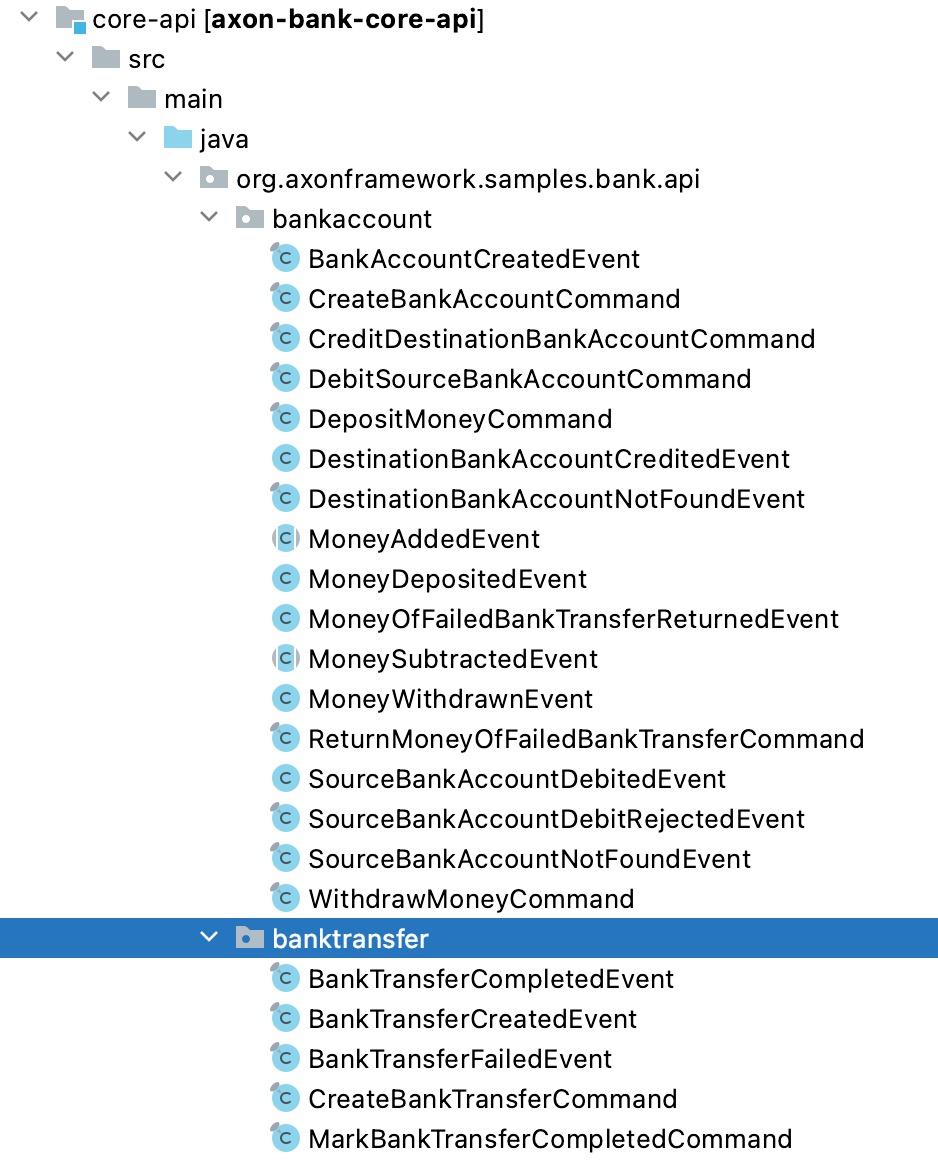 core-api [axon-bank-core-api]
src
main
java
org.axonframework.samples.bank.api
bankaccount
C BankAccountCreatedEvent
C CreateBankAccountCommand
C CreditDestinationBankAccountCommand
C DebitSourceBankAccountCommand
C DepositMoneyCommand
C DestinationBankAccountCreditedEvent
C DestinationBankAccountNotFoundEvent
C MoneyAddedEvent
C MoneyDepositedEvent
C MoneyOfFailedBankTransferReturnedEvent
C MoneySubtractedEvent
C MoneyWithdrawnEvent
C ReturnMoneyOfFailedBankTransferCommand
C SourceBankAccountDebitedEvent
C SourceBankAccountDebitRejectedEvent
C SourceBankAccountNotFoundEvent
C WithdrawMoneyCommand
banktransfer
C BankTransferCompletedEvent
C BankTransferCreatedEvent
C BankTransferFailedEvent
C CreateBankTransferCommand
C MarkBankTransferCompletedCommand